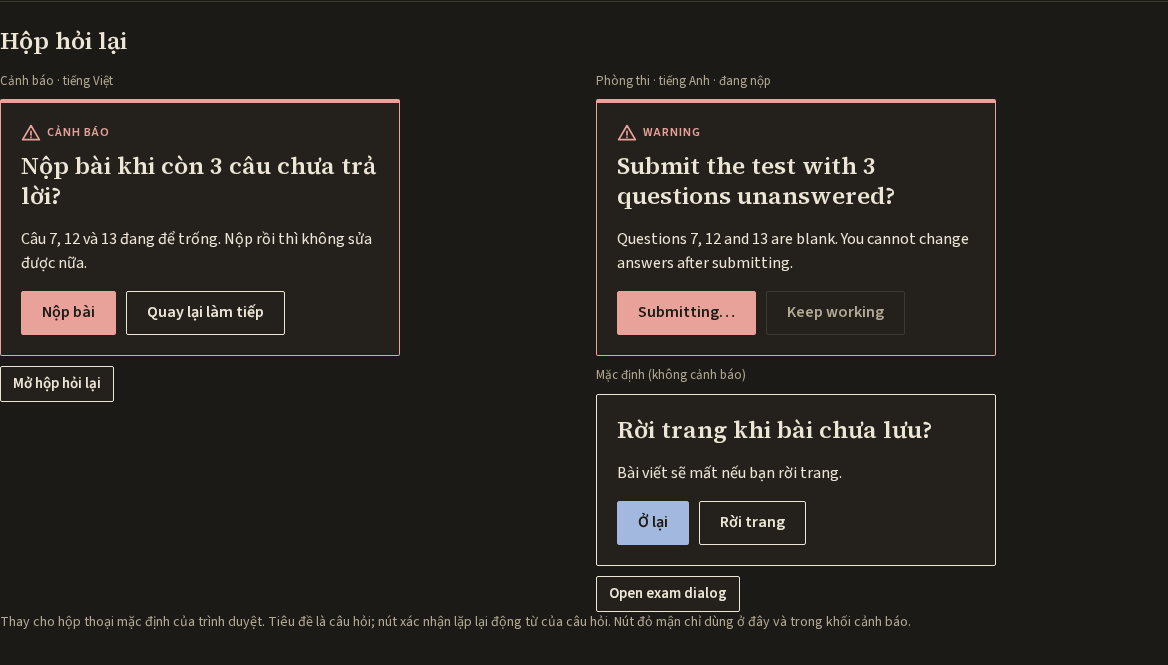 Hộp hỏi lại
Cảnh báo · tiếng Việt
CẢNH BÁO
Nộp bài khi còn 3 câu chưa trả
lời?
Câu 7, 12 và 13 đang để trống. Nộp rồi thì không sửa
được nữa.
Nộp bài
Quay lại làm tiếp
Mở hộp hỏi lại
Phòng thi · tiếng Anh · đang nộp
WARNING
Submit the test with 3
questions unanswered?
Questions 7, 12 and 13 are blank. You cannot change
answers after submitting.
Submitting…
Keep working
Mặc định (không cảnh báo)
Rời trang khi bài chưa lưu?
Bài viết sẽ mất nếu bạn rời trang.
Ở lại
Rời trang
Open exam dialog
Thay cho hộp thoại mặc định của trình duyệt. Tiêu đề là câu hỏi; nút xác nhận lặp lại động từ của câu hỏi. Nút đỏ mận chỉ dùng ở đây và trong khối cảnh báo.